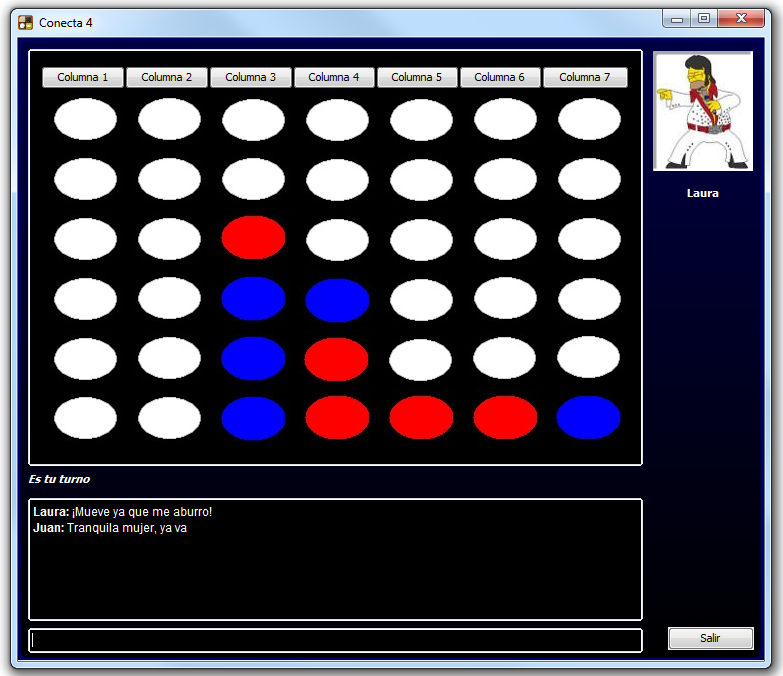 Conecta 4
Columna 1 Columna 2 Columna 3 Columna 4 Columna 5 Columna 6 Columna 7
Laura
Es tu turno
Laura: ¡Mueve ya que me aburro!
Juan: Tranquila mujer, ya va
Salir